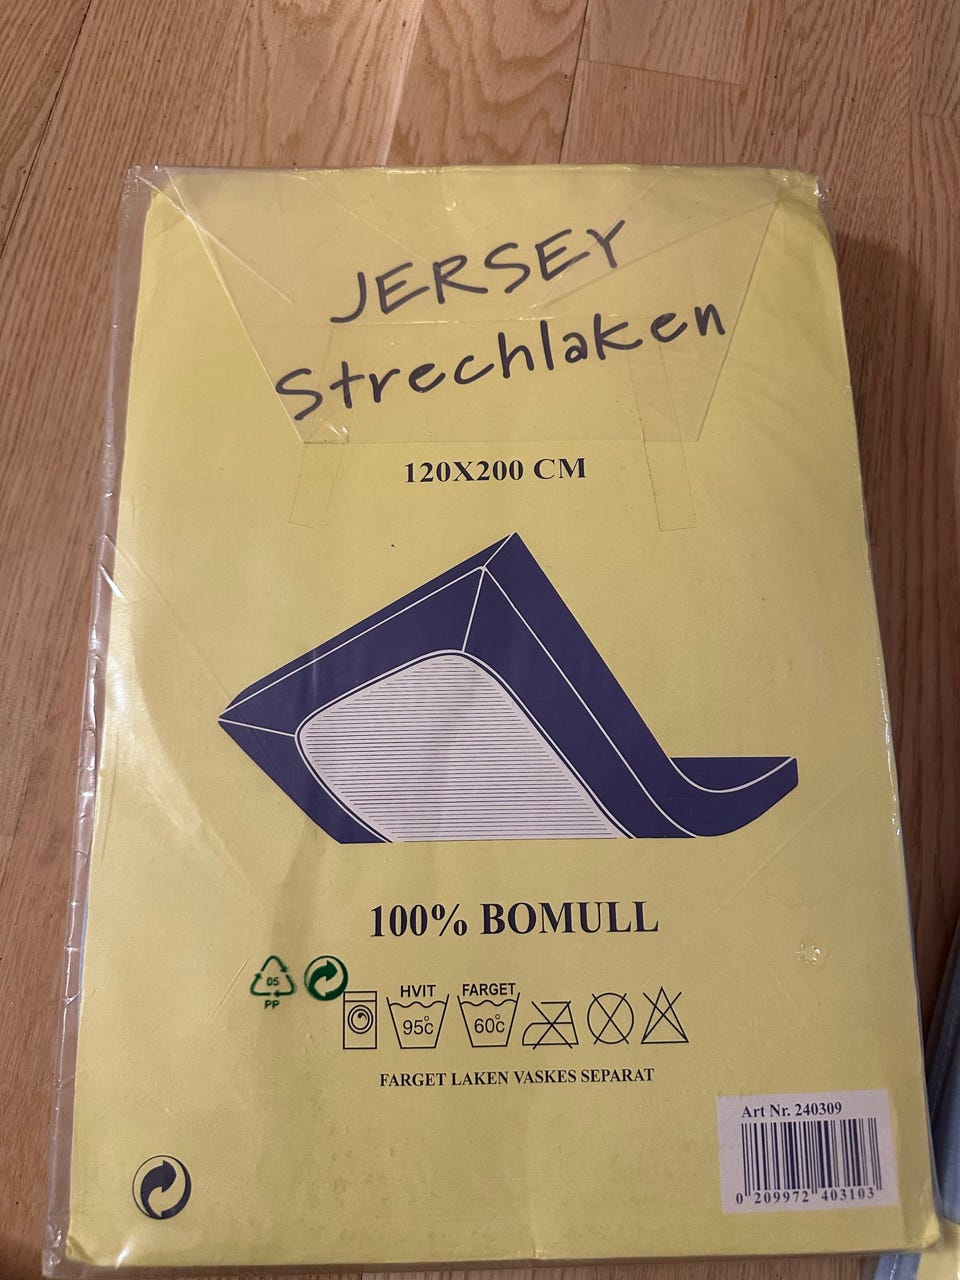 JERSEY
Strechlaken
120X200 CM
100% BOMULL
05
PP
HVIT
95°c
FARGET
60°c
FARGET LAKEN VASKES SEPARAT
Art Nr. 240309
0 209972 403103